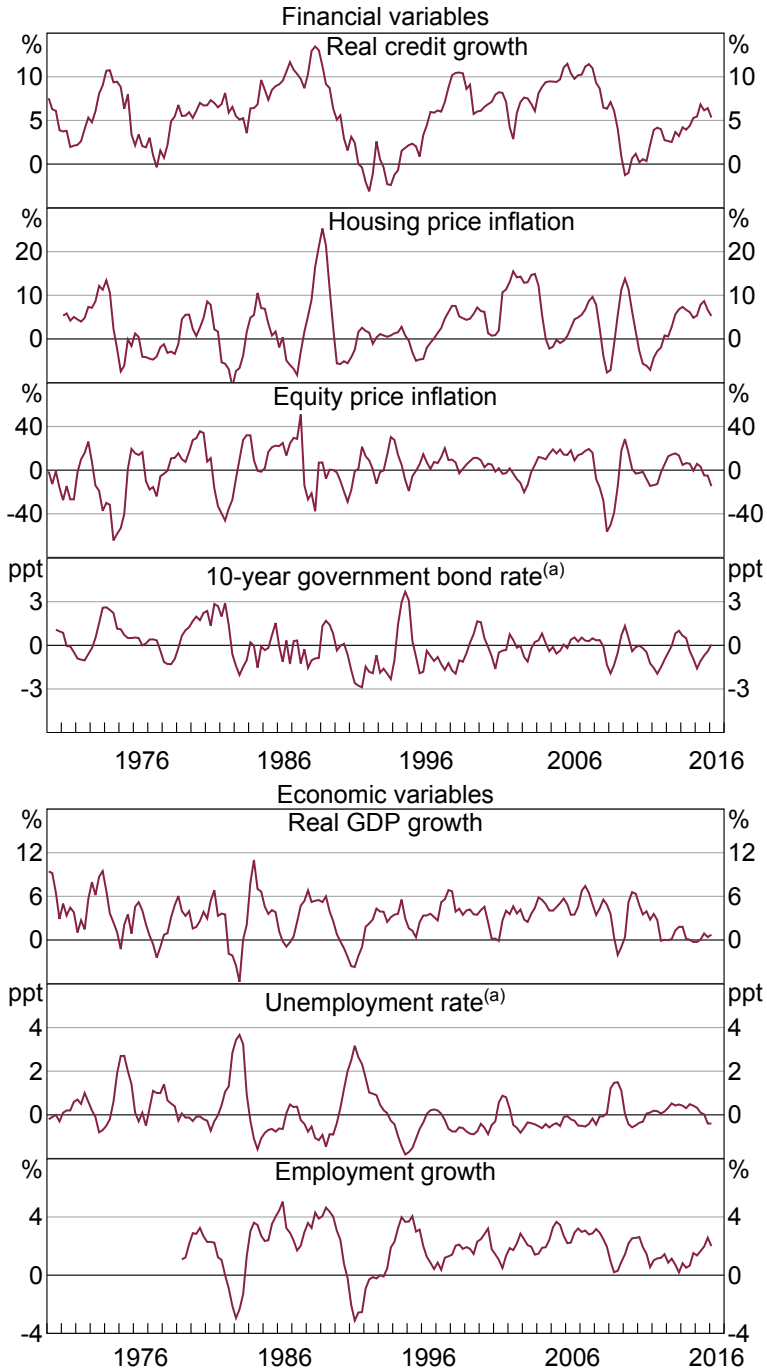 Financial variables
% Real credit growth %
10 10
5 5
0 0
% Housing price inflation %
20 20
10 10
0 0
% Equity price inflation %
40 40
0 0
-40 -40
ppt 10-year government bond rate(a) ppt
3 3
0 0
-3 -3
1976 1986 1996 2006 2016
Economic variables
% Real GDP growth %
12 12
6 6
0 0
ppt Unemployment rate(a) ppt
4 4
2 2
0 0
% Employment growth %
4 4
0 0
-4 -4
1976 1986 1996 2006 2016